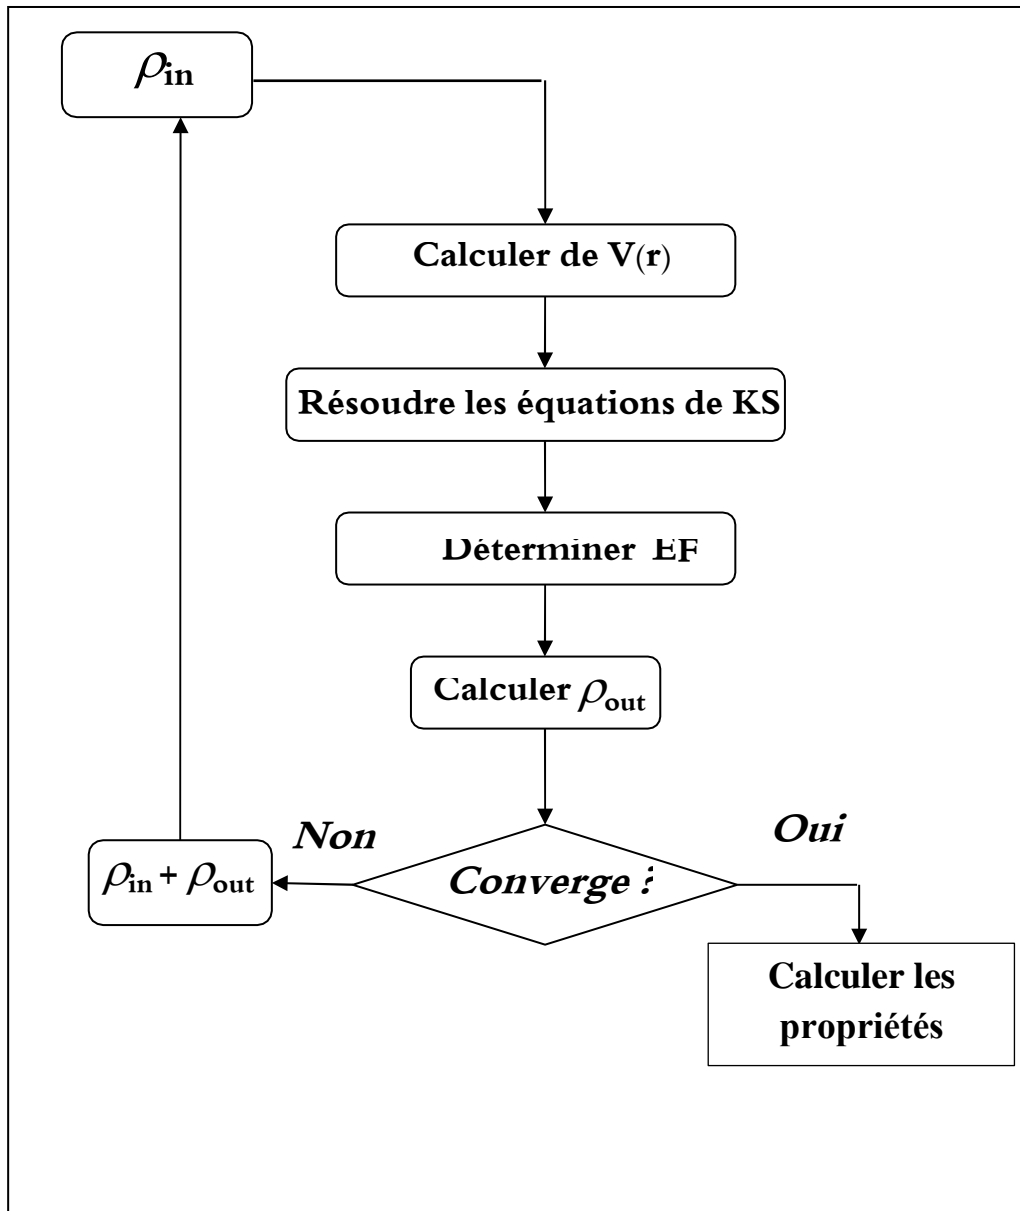 ρin
Calculer de V(r)
Résoudre les équations de KS
Déterminer EF
Calculer ρout
Non
Oui
ρin + ρout
Converge ?
Calculer les
propriétés